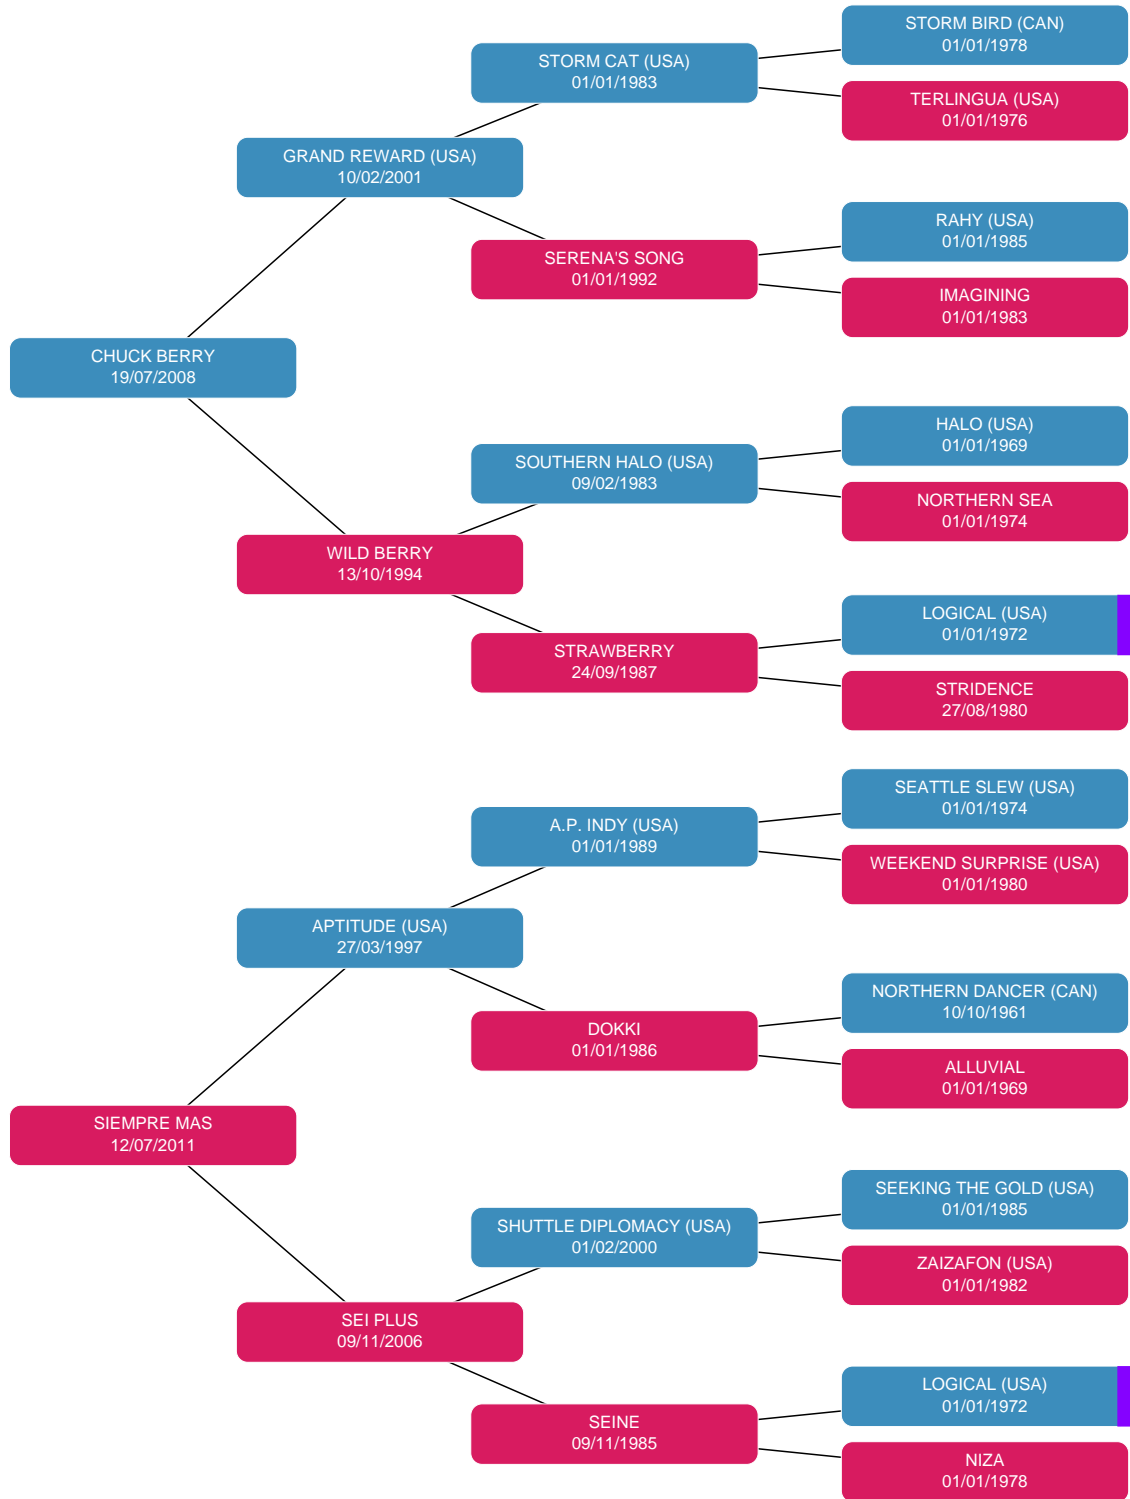 STORM BIRD (CAN)
01/01/1978
STORM CAT (USA)
01/01/1983
TERLINGUA (USA)
01/01/1976
GRAND REWARD (USA)
10/02/2001
RAHY (USA)
01/01/1985
SERENA'S SONG
01/01/1992
IMAGINING
01/01/1983
CHUCK BERRY
19/07/2008
HALO (USA)
01/01/1969
SOUTHERN HALO (USA)
09/02/1983
NORTHERN SEA
01/01/1974
WILD BERRY
13/10/1994
LOGICAL (USA)
01/01/1972
STRAWBERRY
24/09/1987
STRIDENCE
27/08/1980
SEATTLE SLEW (USA)
01/01/1974
A.P. INDY (USA)
01/01/1989
WEEKEND SURPRISE (USA)
01/01/1980
APTITUDE (USA)
27/03/1997
NORTHERN DANCER (CAN)
10/10/1961
DOKKI
01/01/1986
ALLUVIAL
01/01/1969
SIEMPRE MAS
12/07/2011
SEEKING THE GOLD (USA)
01/01/1985
SHUTTLE DIPLOMACY (USA)
01/02/2000
ZAIZAFON (USA)
01/01/1982
SEI PLUS
09/11/2006
LOGICAL (USA)
01/01/1972
SEINE
09/11/1985
NIZA
01/01/1978